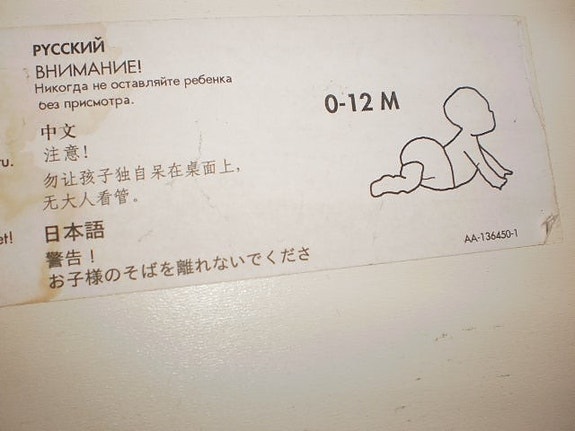 РУССКИЙ
ВНИМАНИЕ!
Никогда не оставляйте ребенка
без присмотра.
中文
注意!
勿让孩子独自呆在桌面上,
无大人看管。
日本語
警告!
お子様のそばを離れないでくださ
0-12 M
AA-136450-1
ru.
et!